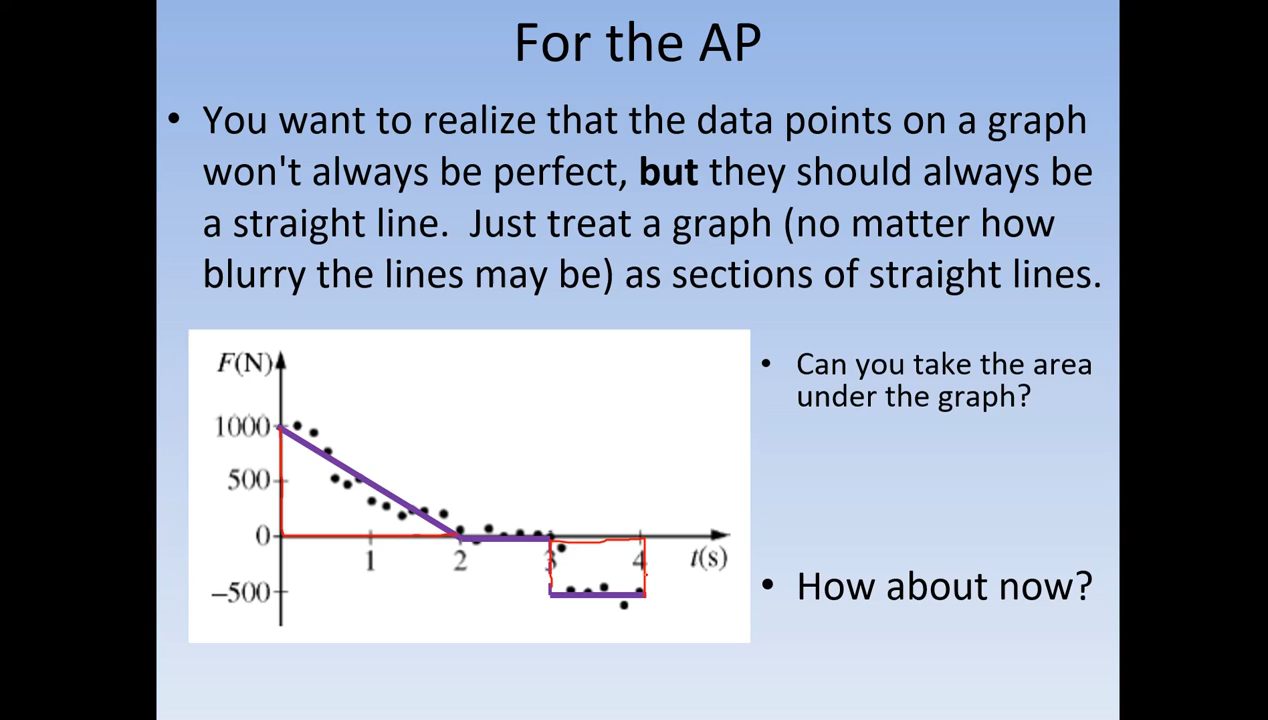 For the AP
• You want to realize that the data points on a graph
won't always be perfect, but they should always be
a straight line. Just treat a graph (no matter how
blurry the lines may be) as sections of straight lines.
• Can you take the area
under the graph?
F(N)
1000
500
0
1 2 3 4 t(s)
–500
• How about now?